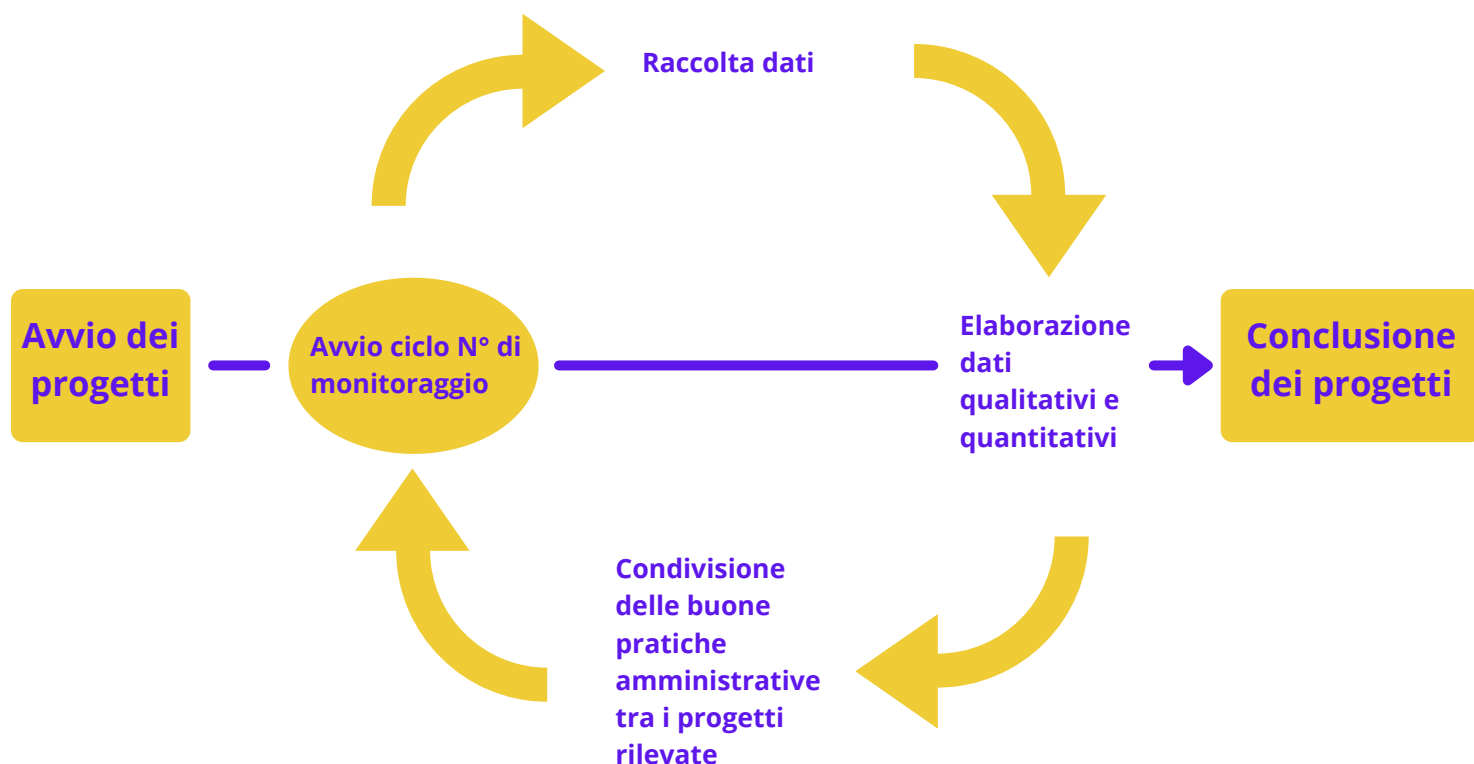 Raccolta dati
Avvio dei
progetti
Avvio ciclo N° di
monitoraggio
Elaborazione
dati
qualitativi e
quantitativi
Conclusione
dei progetti
Condivisione
delle buone
pratiche
amministrative
tra i progetti
rilevate